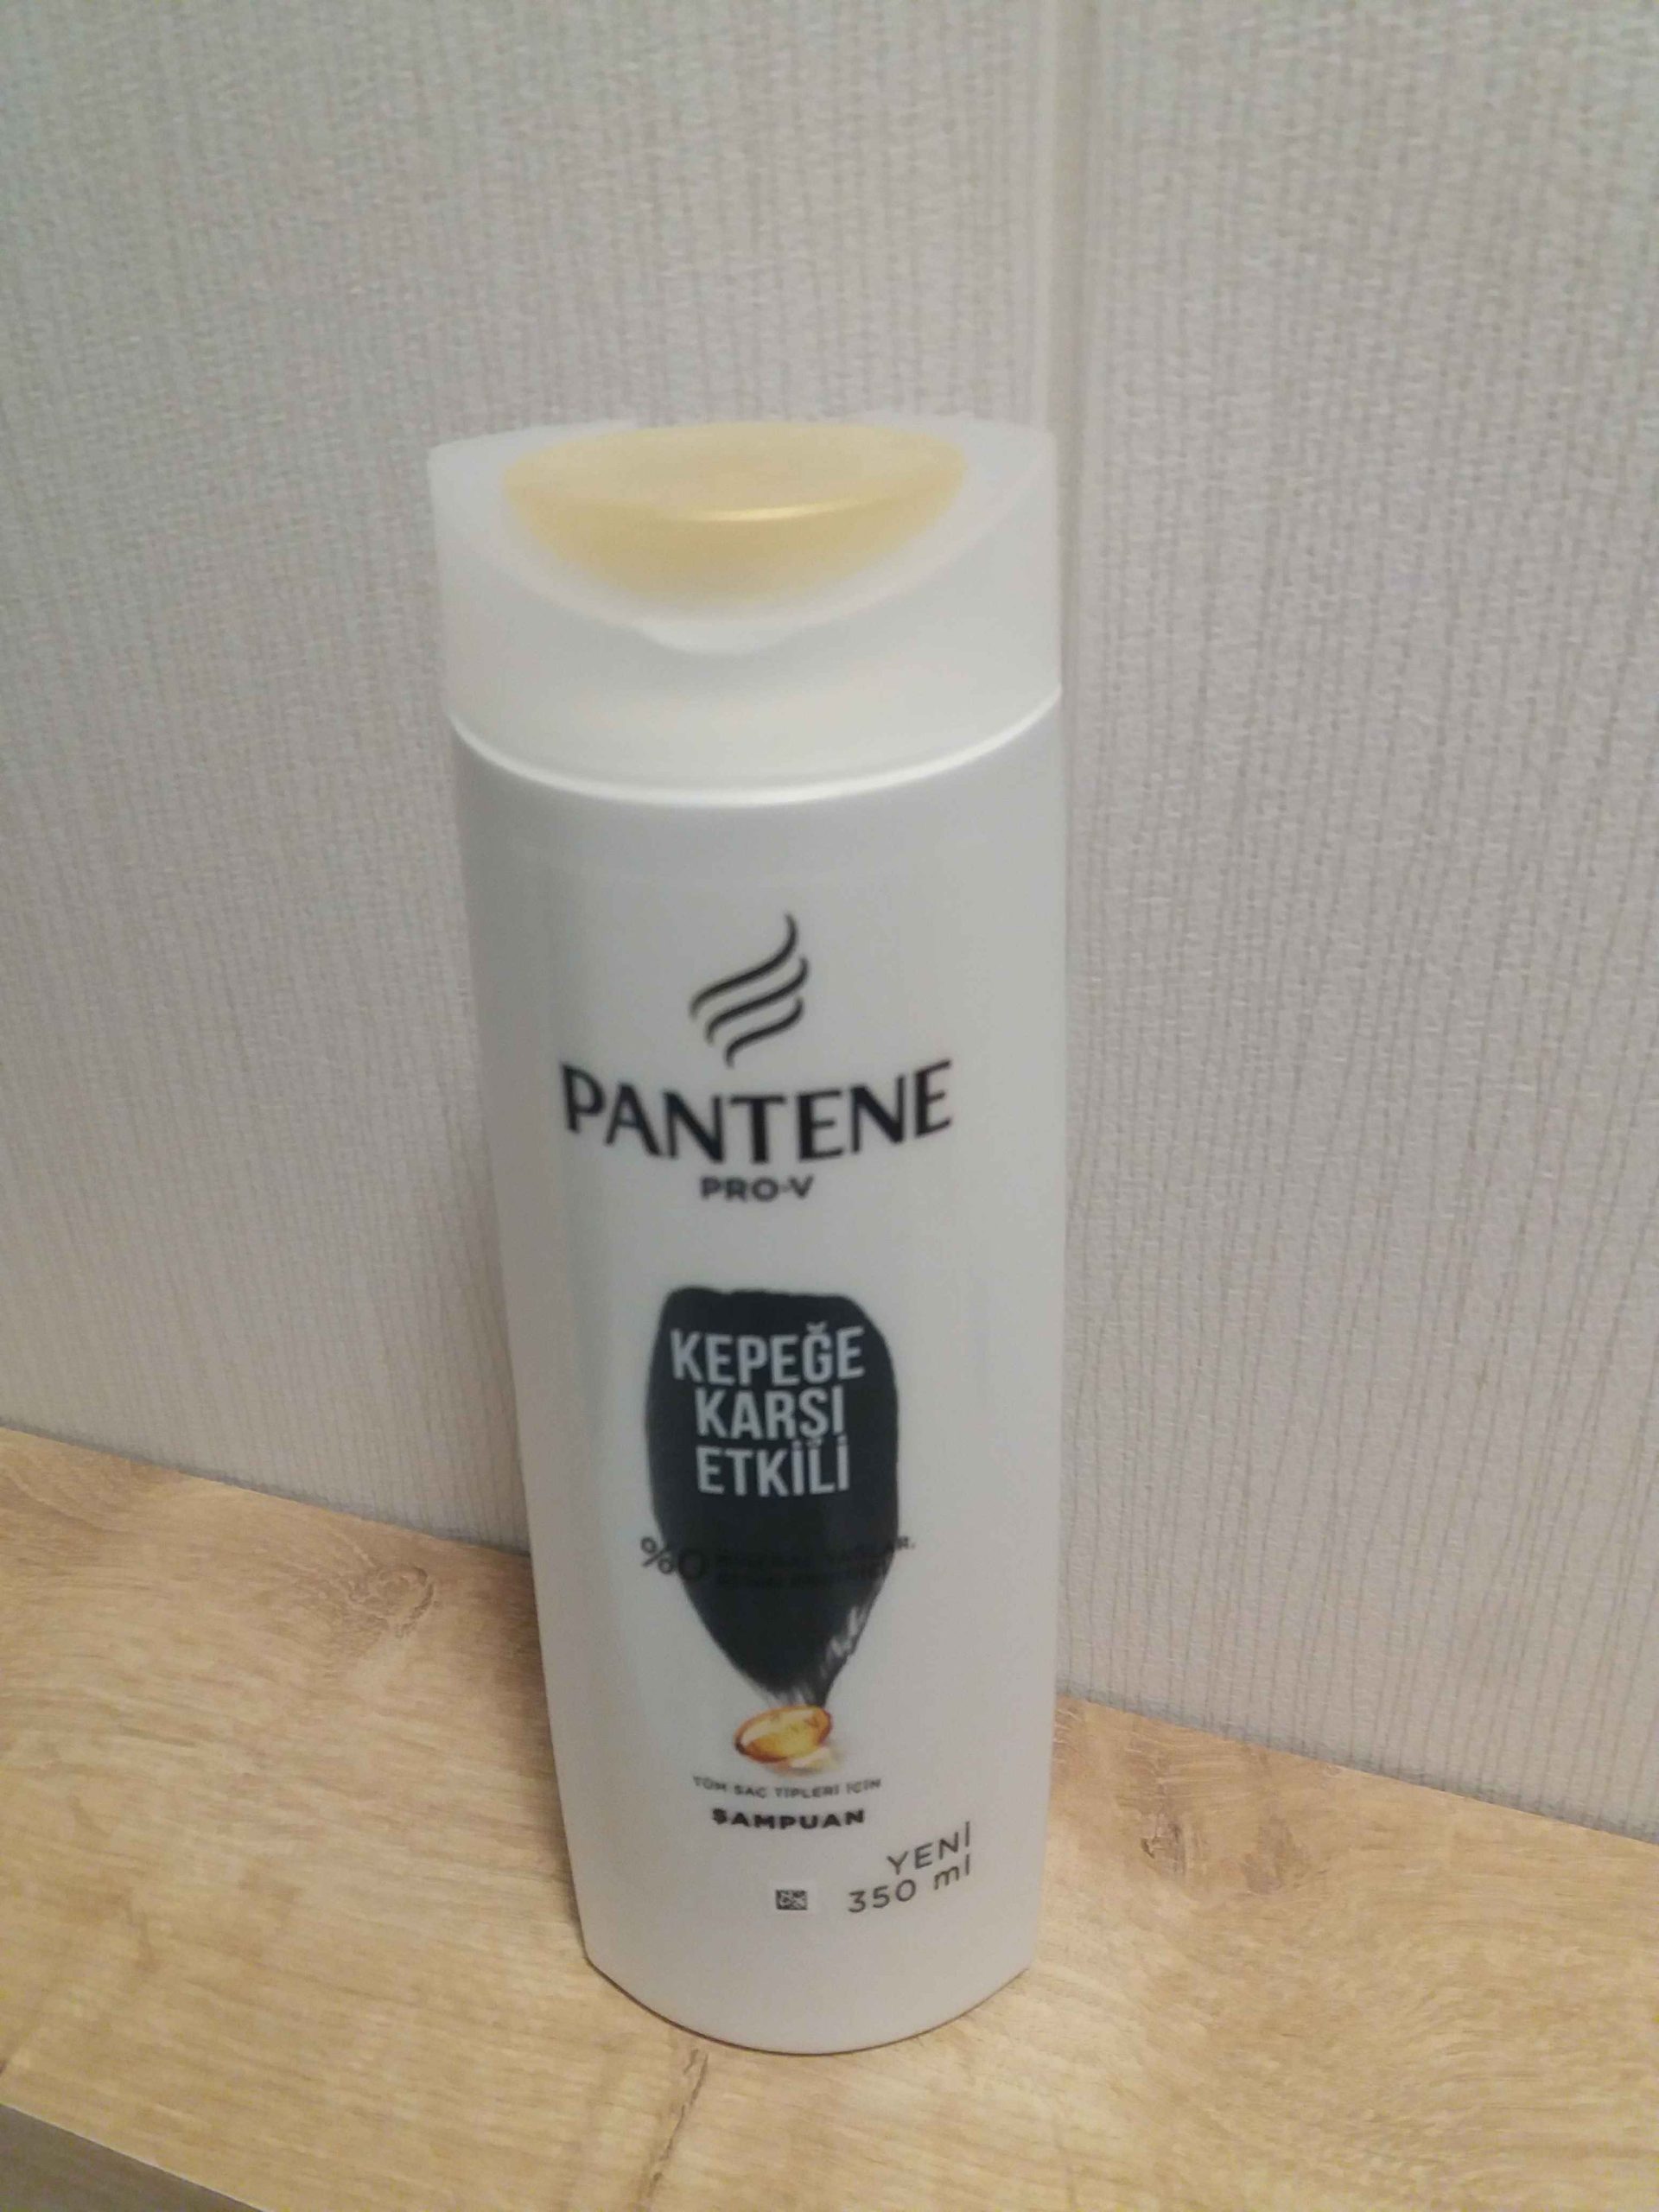 PANTENE
PRO-V
KEPEĞE
KARŞI
ETKİLİ
%0
TÜM SAÇ TİPLERİ İÇİN
ŞAMPUAN
YENİ
350 ml